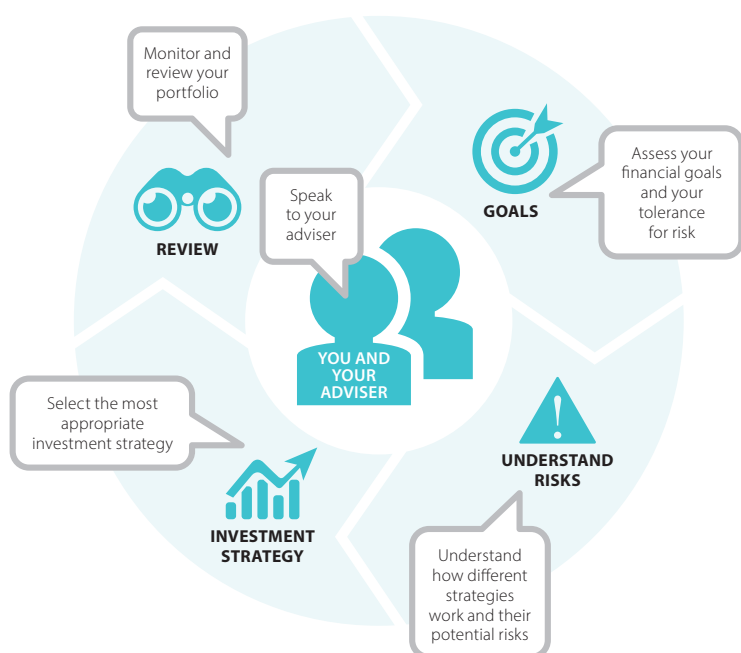 Monitor and
review your
portfolio
REVIEW
Speak
to your
adviser
YOU AND
YOUR
ADVISER
GOALS
Assess your
financial goals
and your
tolerance
for risk
UNDERSTAND
RISKS
Understand
how different
strategies
work and their
potential risks
Select the most
appropriate
investment strategy
INVESTMENT
STRATEGY